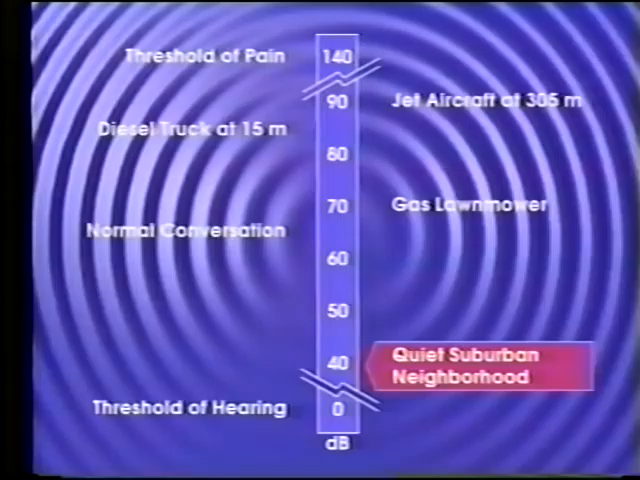 Threshold of Pain
140
90
Jet Aircraft at 305 m
Diesel Truck at 15 m
80
70
Gas Lawnmower
Normal Conversation
60
50
40
Quiet Suburban
Neighborhood
Threshold of Hearing
0
dB